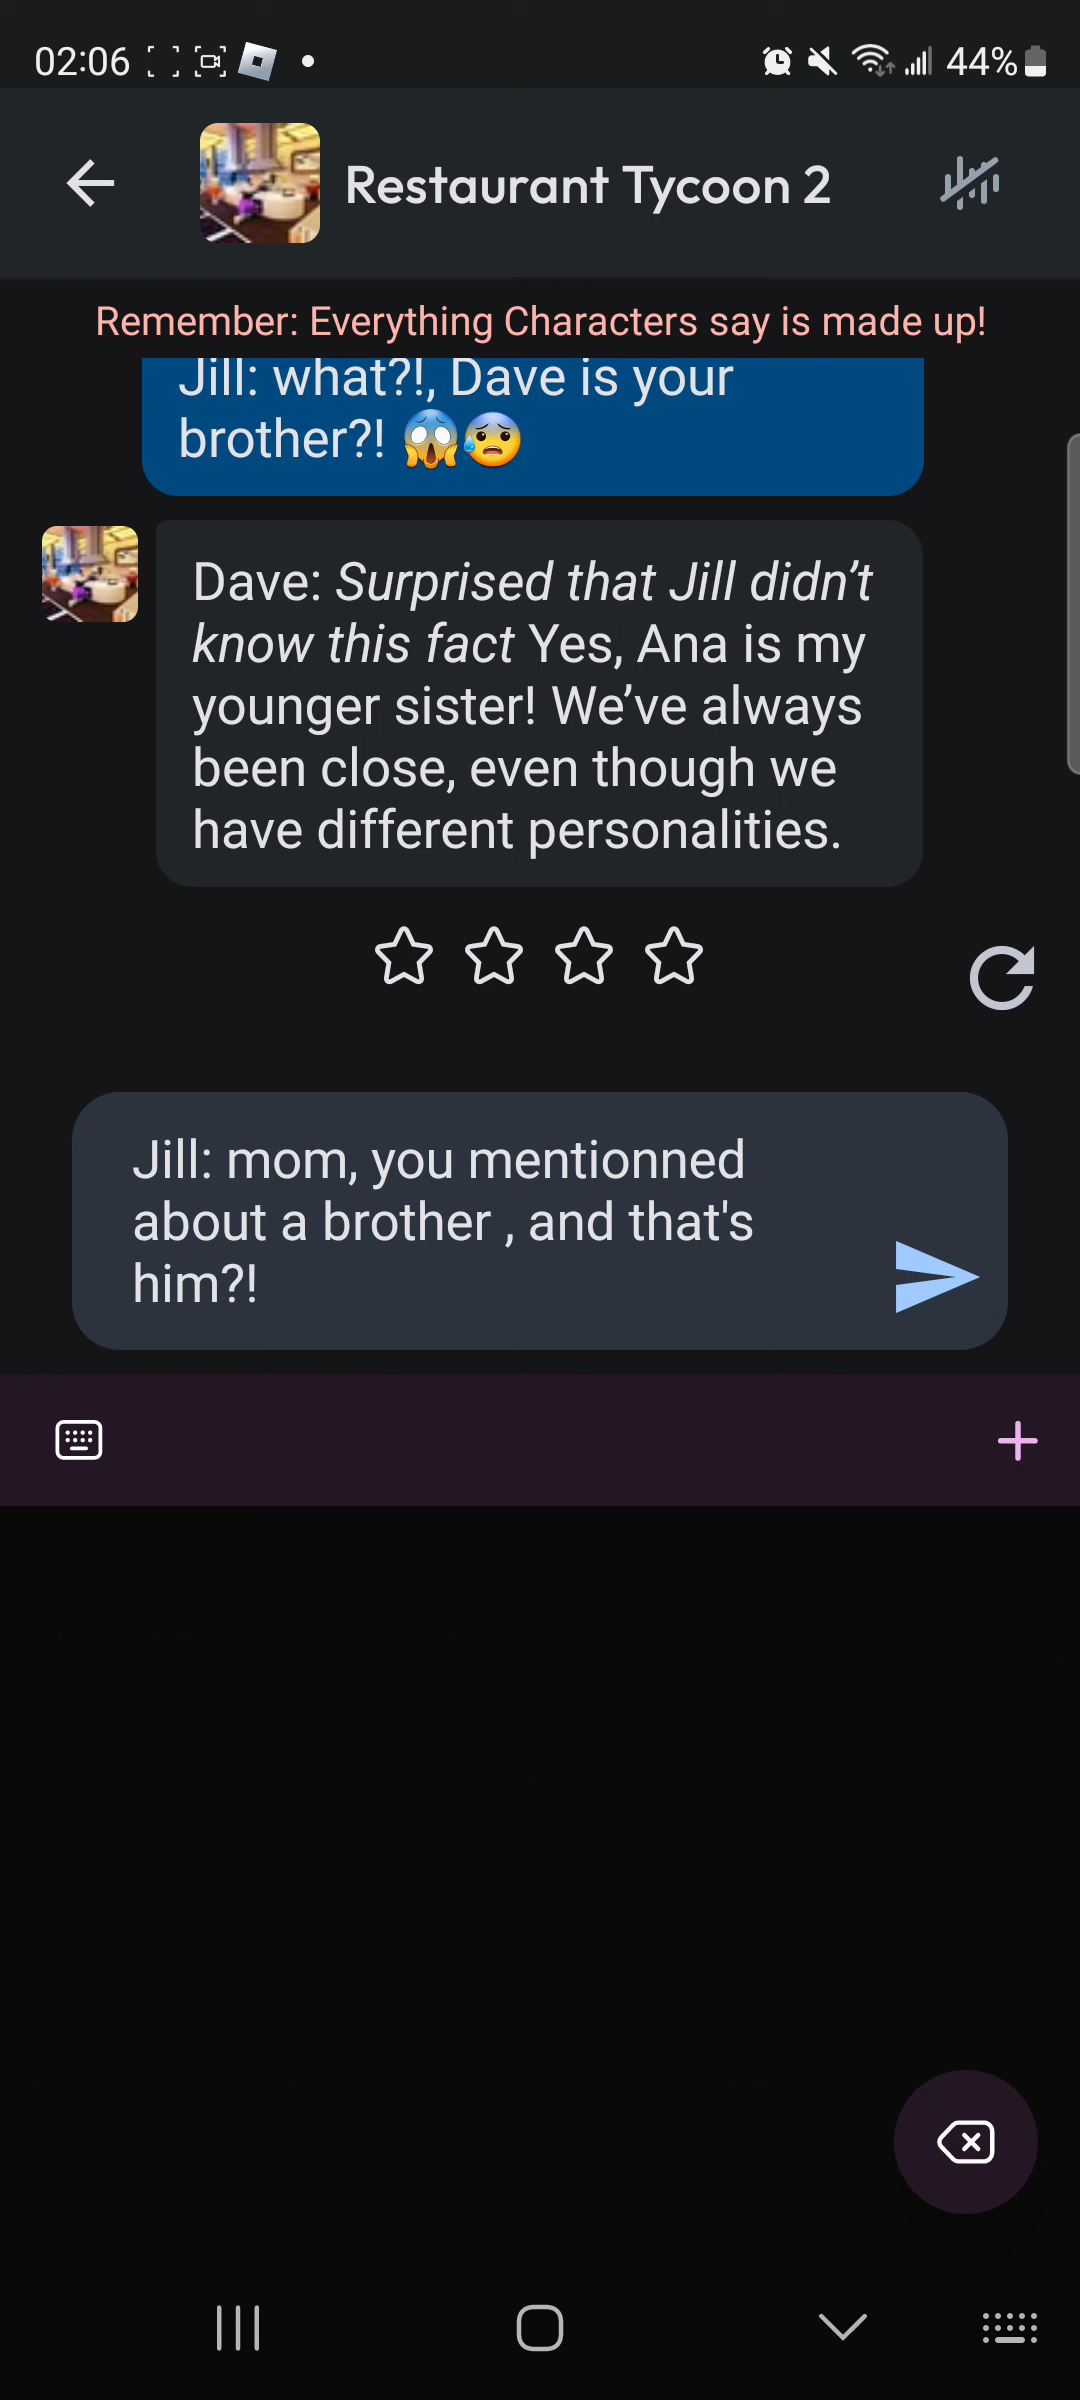 02:06
44%
Restaurant Tycoon 2
Remember: Everything Characters say is made up!
Jill: what?!, Dave is your
brother?! 😱😰
Dave: Surprised that Jill didn’t
know this fact Yes, Ana is my
younger sister! We’ve always
been close, even though we
have different personalities.
Jill: mom, you mentionned
about a brother , and that's
him?!